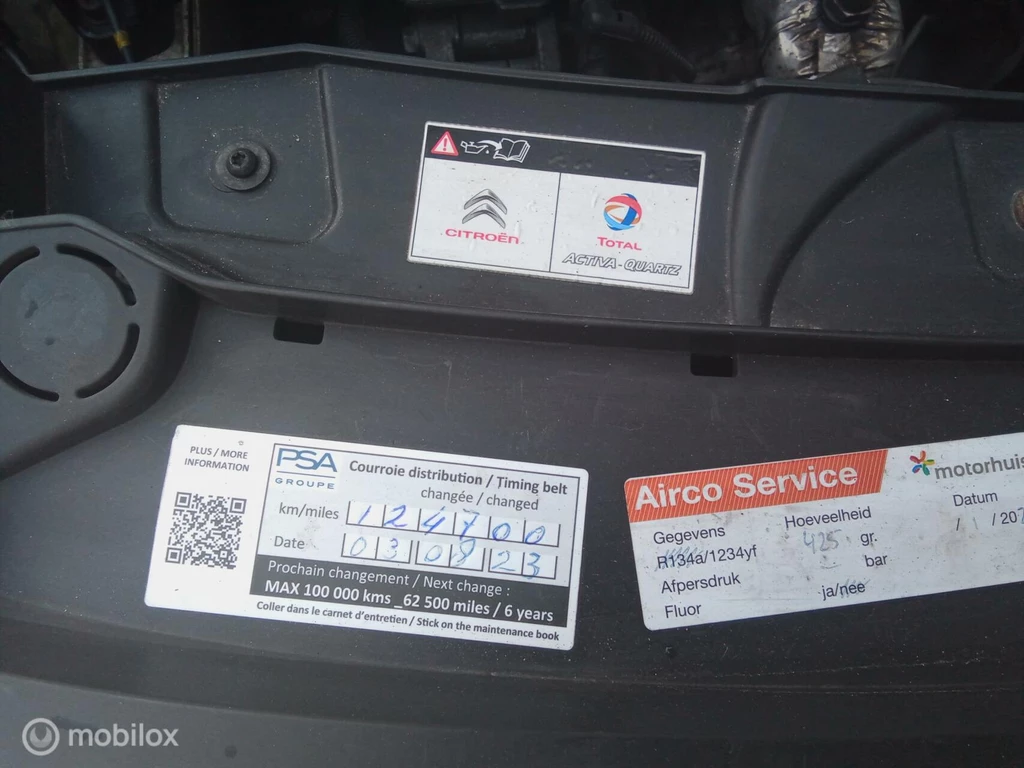 CITROËN
TOTAL
ACTIVA - QUARTZ
PLUS / MORE
INFORMATION
PSA
GROUPE
Courroie distribution / Timing belt
changée / changed
km/miles 124700
Date 03 08 23
Prochain changement / Next change :
MAX 100 000 kms _62 500 miles / 6 years
Coller dans le carnet d'entretien / Stick on the maintenance book
Airco Service
motorhuis
Gegevens Hoeveelheid Datum
R134a/1234yf 425 gr. / 1 / 202
Afpersdruk bar
Fluor ja/nee
mobilox